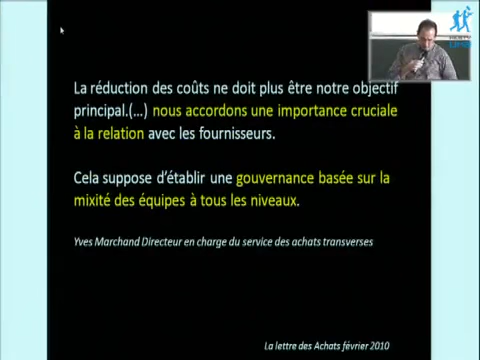 La réduction des coûts ne doit plus être notre objectif
principal.(…) nous accordons une importance cruciale
à la relation avec les fournisseurs.
Cela suppose d’établir une gouvernance basée sur la
mixité des équipes à tous les niveaux.
Yves Marchand Directeur en charge du service des achats transverses
La lettre des Achats février 2010